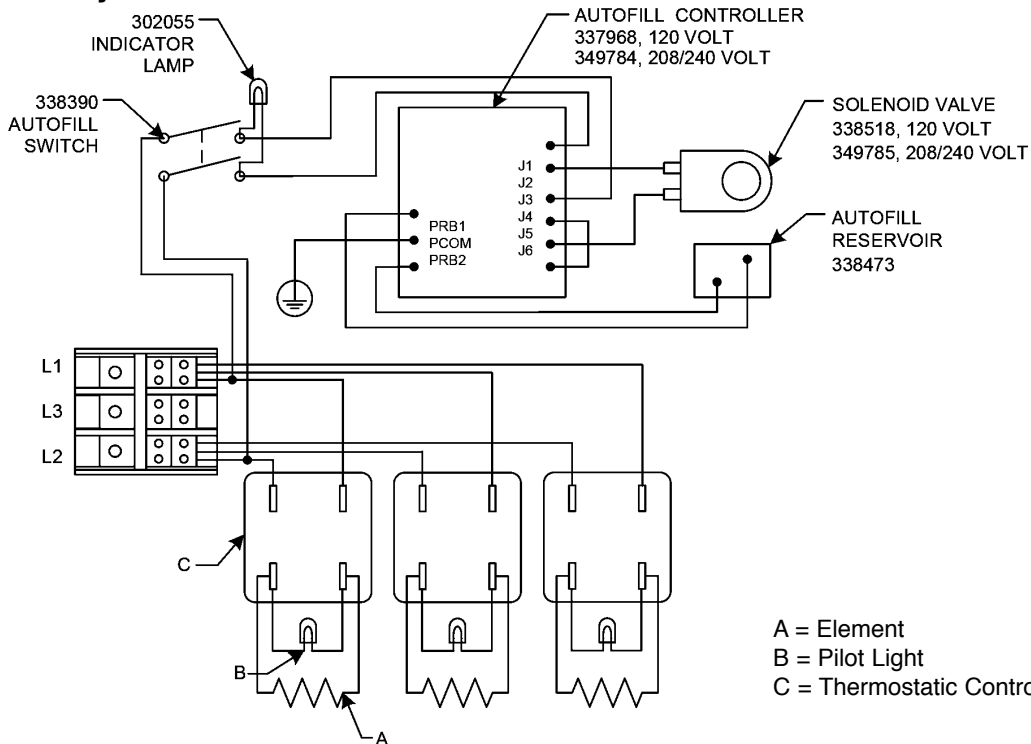 302055
INDICATOR
LAMP
AUTOFILL CONTROLLER
337968, 120 VOLT
349784, 208/240 VOLT
338390
AUTOFILL
SWITCH
SOLENOID VALVE
338518, 120 VOLT
349785, 208/240 VOLT
J1
J2
J3
J4
J5
J6
PRB1
PCOM
PRB2
AUTOFILL
RESERVOIR
338473
L1
L3
L2
C
B
A
A = Element
B = Pilot Light
C = Thermostatic Contro